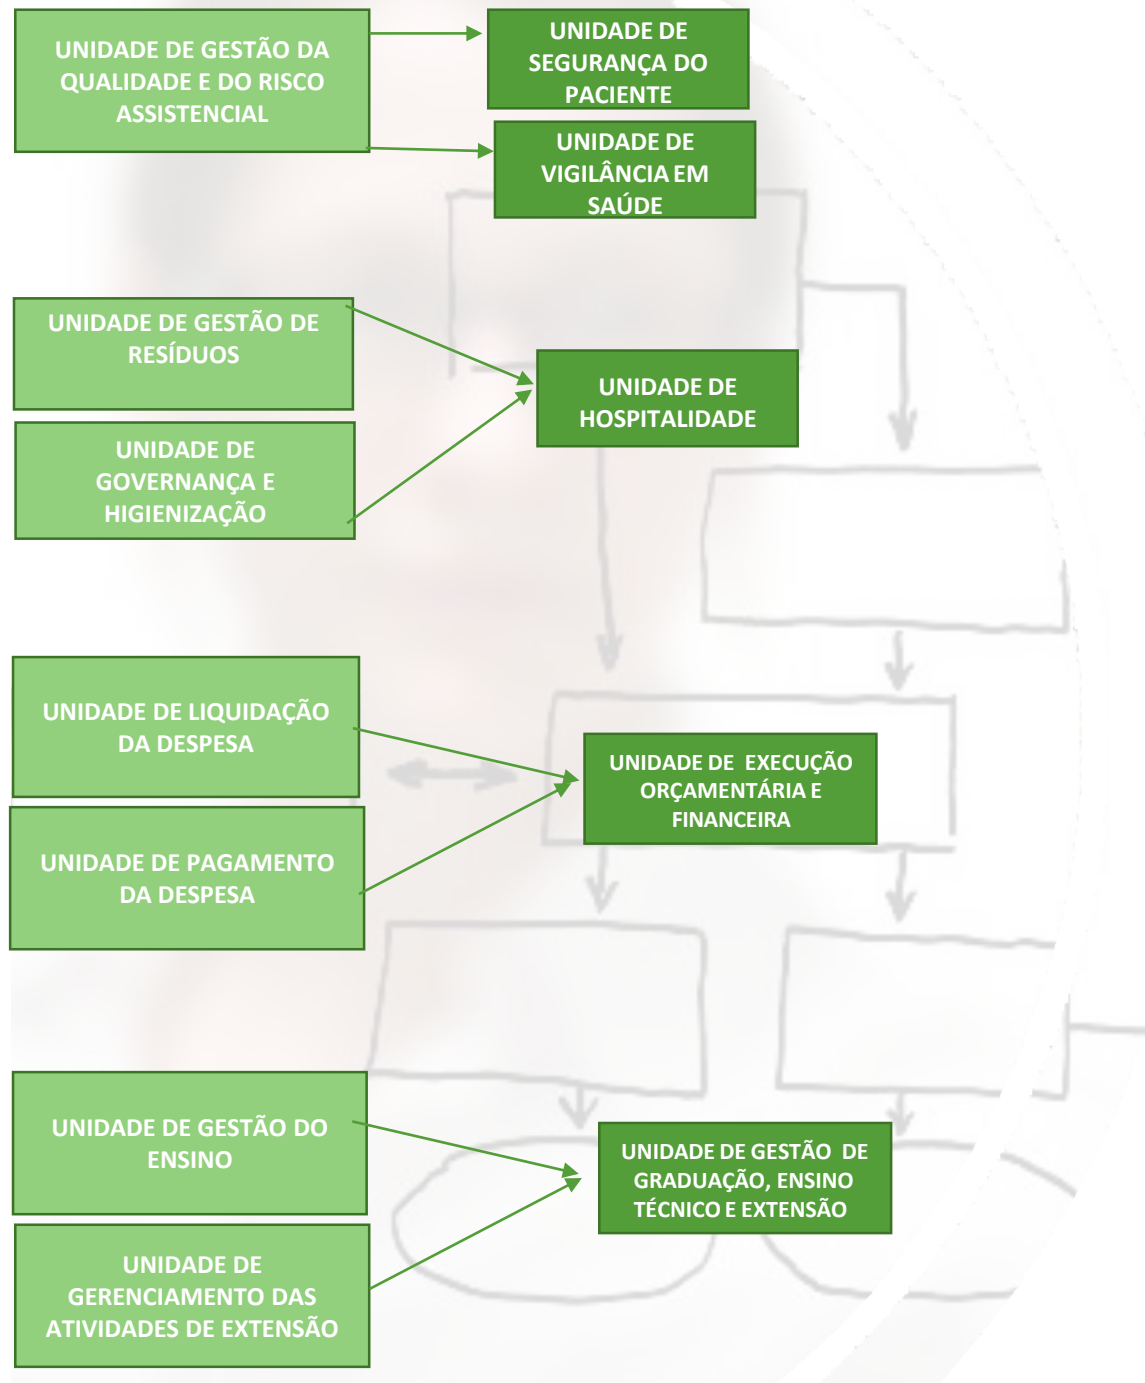 UNIDADE DE GESTÃO DA
QUALIDADE E DO RISCO
ASSISTENCIAL
UNIDADE DE
SEGURANÇA DO
PACIENTE
UNIDADE DE
VIGILÂNCIA EM
SAÚDE
UNIDADE DE GESTÃO DE
RESÍDUOS
UNIDADE DE
GOVERNANÇA E
HIGIENIZAÇÃO
UNIDADE DE
HOSPITALIDADE
UNIDADE DE LIQUIDAÇÃO
DA DESPESA
UNIDADE DE PAGAMENTO
DA DESPESA
UNIDADE DE EXECUÇÃO
ORÇAMENTÁRIA E
FINANCEIRA
UNIDADE DE GESTÃO DO
ENSINO
UNIDADE DE
GERENCIAMENTO DAS
ATIVIDADES DE EXTENSÃO
UNIDADE DE GESTÃO DE
GRADUAÇÃO, ENSINO
TÉCNICO E EXTENSÃO